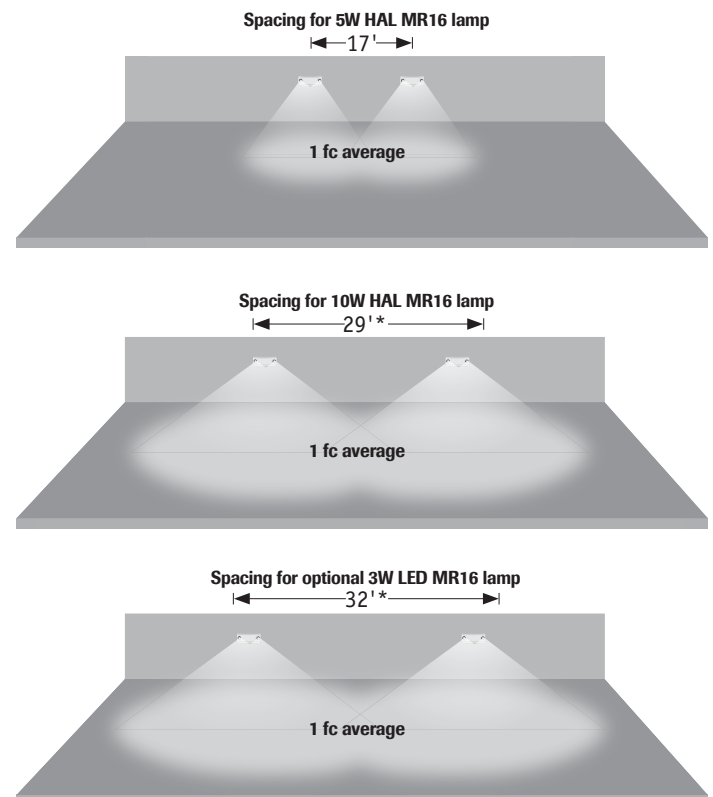 Spacing for 5W HAL MR16 lamp
17'
1 fc average
Spacing for 10W HAL MR16 lamp
29'*
1 fc average
Spacing for optional 3W LED MR16 lamp
32'*
1 fc average